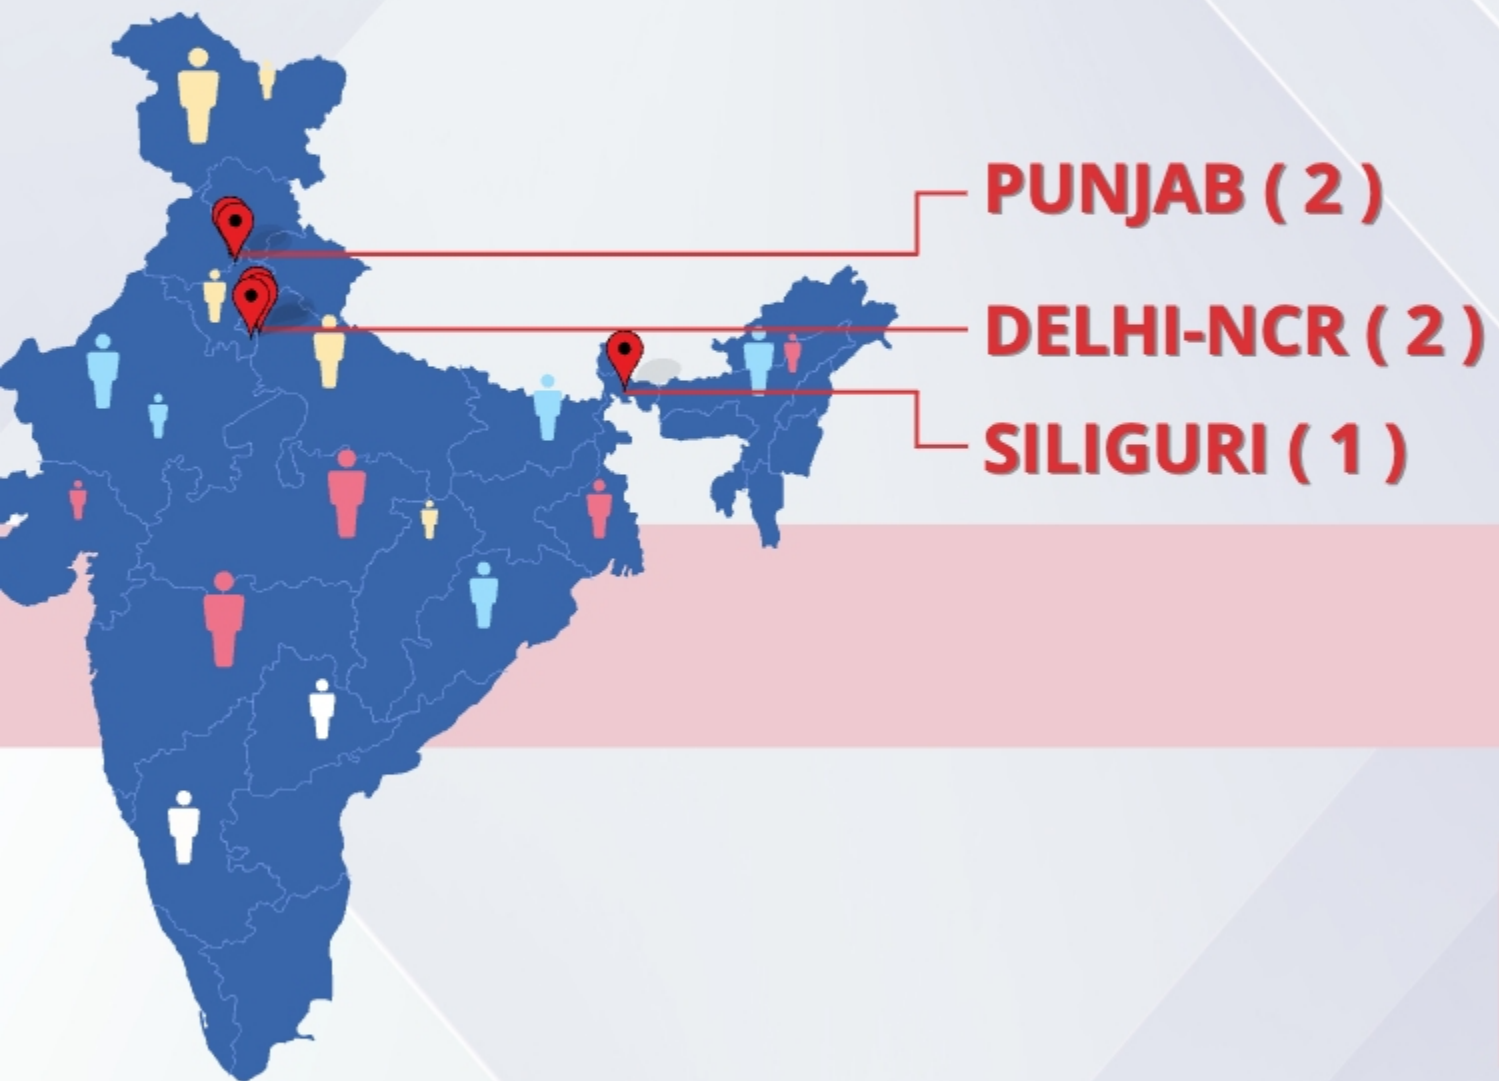 PUNJAB ( 2 )
DELHI-NCR ( 2 )
SILIGURI ( 1 )